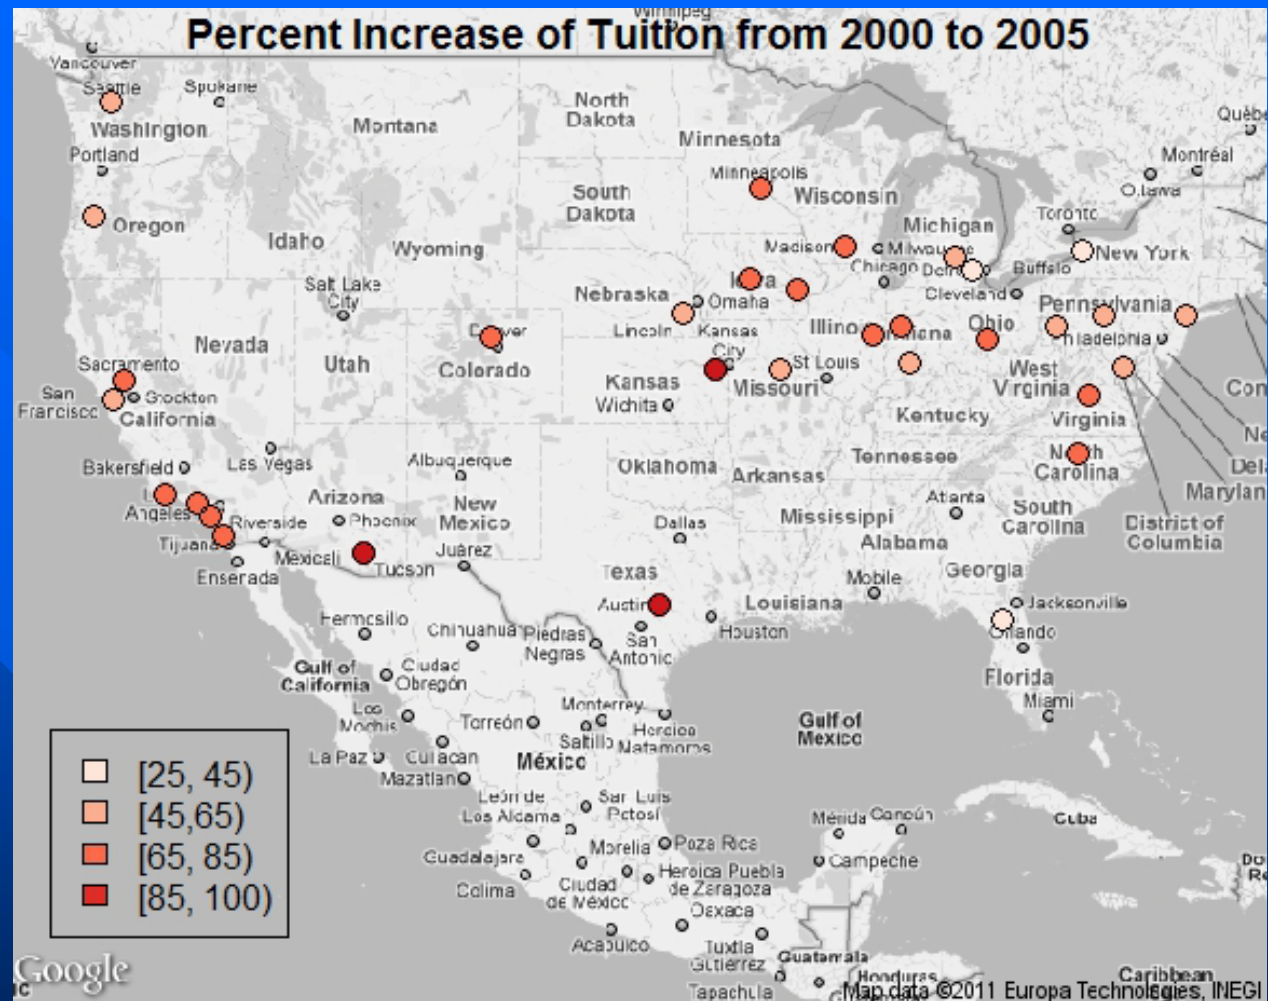 Winnipeg
Percent Increase of Tuition from 2000 to 2005
Vancouver
Seattle
Spokane
Washington
Montana
North
Dakota
Minnesota
Québe
Portland
Minneapolis
Montréal
South
Dakota
Wisconsin
Oregon
Idaho
Wyoming
Michigan
Toronto
Madison
Milwaukee
New York
Chicago
Buffalo
Salt Lake
City
Nebraska
Omaha
Cleveland
Pennsylvania
Lincoln
Kansas
City
Ohio
Philadelphia
Nevada
Utah
Colorado
Sacramento
St Louis
West
Virginia
Kansas
Missouri
San
Francisco
Stockton
California
Wichita
Kentucky
Virginia
Con
Ne
Bakersfield
Las Vegas
Albuquerque
Oklahoma
Arkansas
Tennessee
North
Carolina
Del
Arizona
New
Mexico
Atlanta
South
Carolina
Marylan
Angeles
Riverside
Phoenix
Dallas
Mississippi
Alabama
District of
Columbia
Tijuana
Mexicali
Tucson
Juárez
Georgia
Ensenada
Texas
Mobile
Austin
Louisiana
Jacksonville
Hermosillo
Chihuahua
Piedras
Negras
San
Antonio
Houston
Orlando
Gulf of
California
Ciudad
Obregón
Florida
Miami
Los
Mochis
Torreón
Monterrey
Saltillo
Heroica
Matamoros
Gulf of
Mexico
La Paz
Culiacán
México
Mazatlán
[25, 45)
[45,65)
[65, 85)
[85, 100)
León de
Los Aldama
San Luis
Potosí
Mérida
Cancún
Cuba
Guadalajara
Morelia
Poza Rica
Campeche
Do
Re
Colima
Ciudad
de México
Heroica Puebla
de Zaragoza
Oaxaca
Acapulco
Tuxtla
Gutiérrez
Guatemala
Google
Tapachula
Honduras
Caribbean
Map data ©2011 Europa Technologies, INEGI